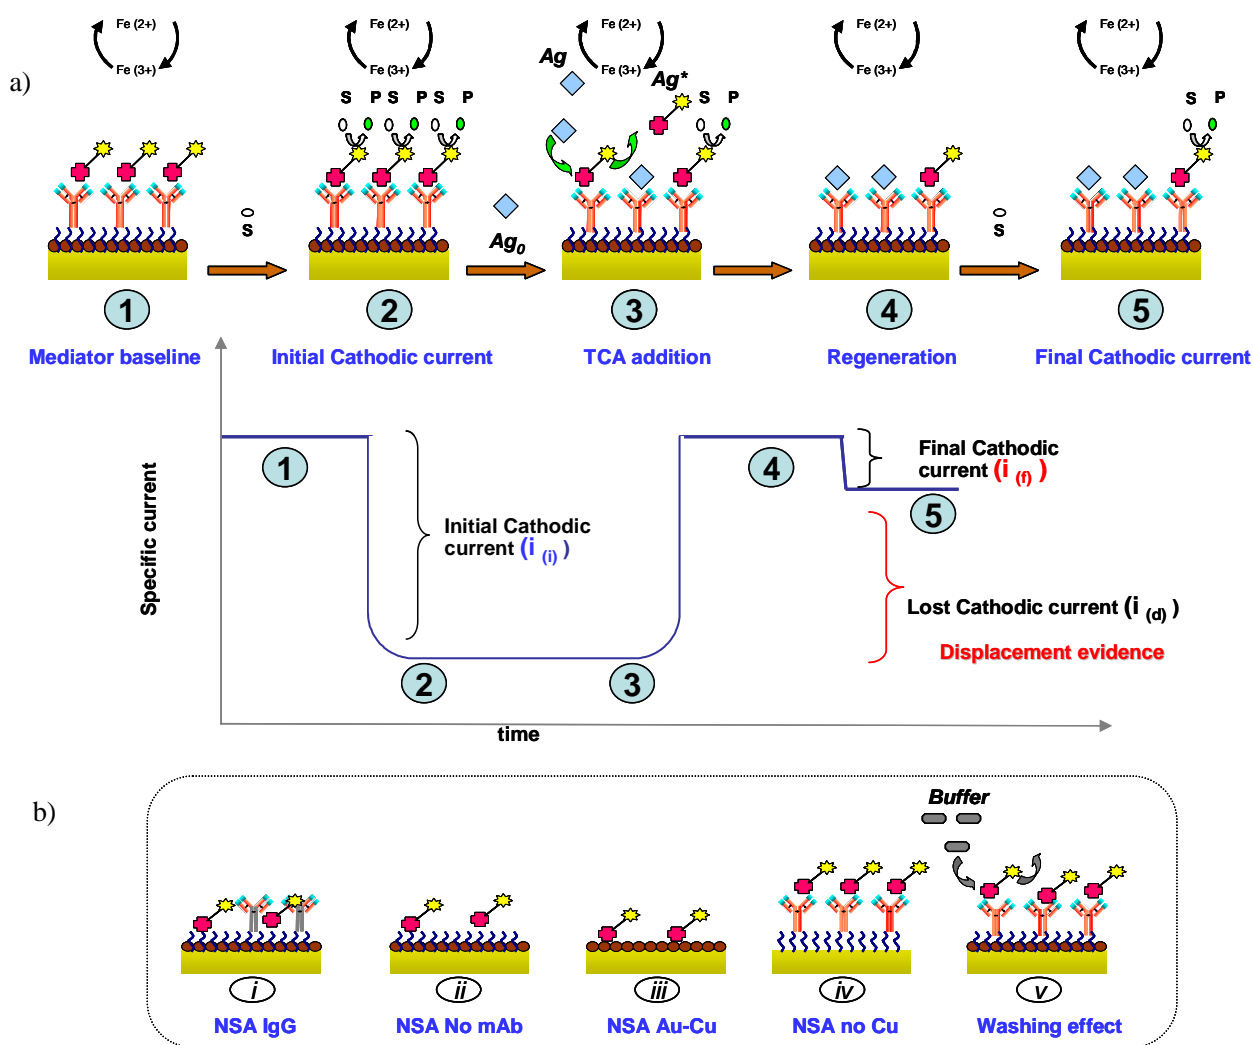 a)
Fe (2+)
Fe (3+)
Fe (2+)
Fe (3+)
Fe (2+)
Fe (3+)
Fe (2+)
Fe (3+)
Fe (2+)
Fe (3+)
S P S P S P
Ag
Ag*
S P
S P
S
Ag0
S
1
2
3
4
5
Mediator baseline
Initial Cathodic current
TCA addition
Regeneration
Final Cathodic current
Specific current
1
Initial Cathodic
current (i (i) )
2
3
4
Final Cathodic
current (i (f) )
5
Lost Cathodic current (i (d) )
Displacement evidence
time
b)
Buffer
i
ii
iii
iv
v
NSA IgG
NSA No mAb
NSA Au-Cu
NSA no Cu
Washing effect